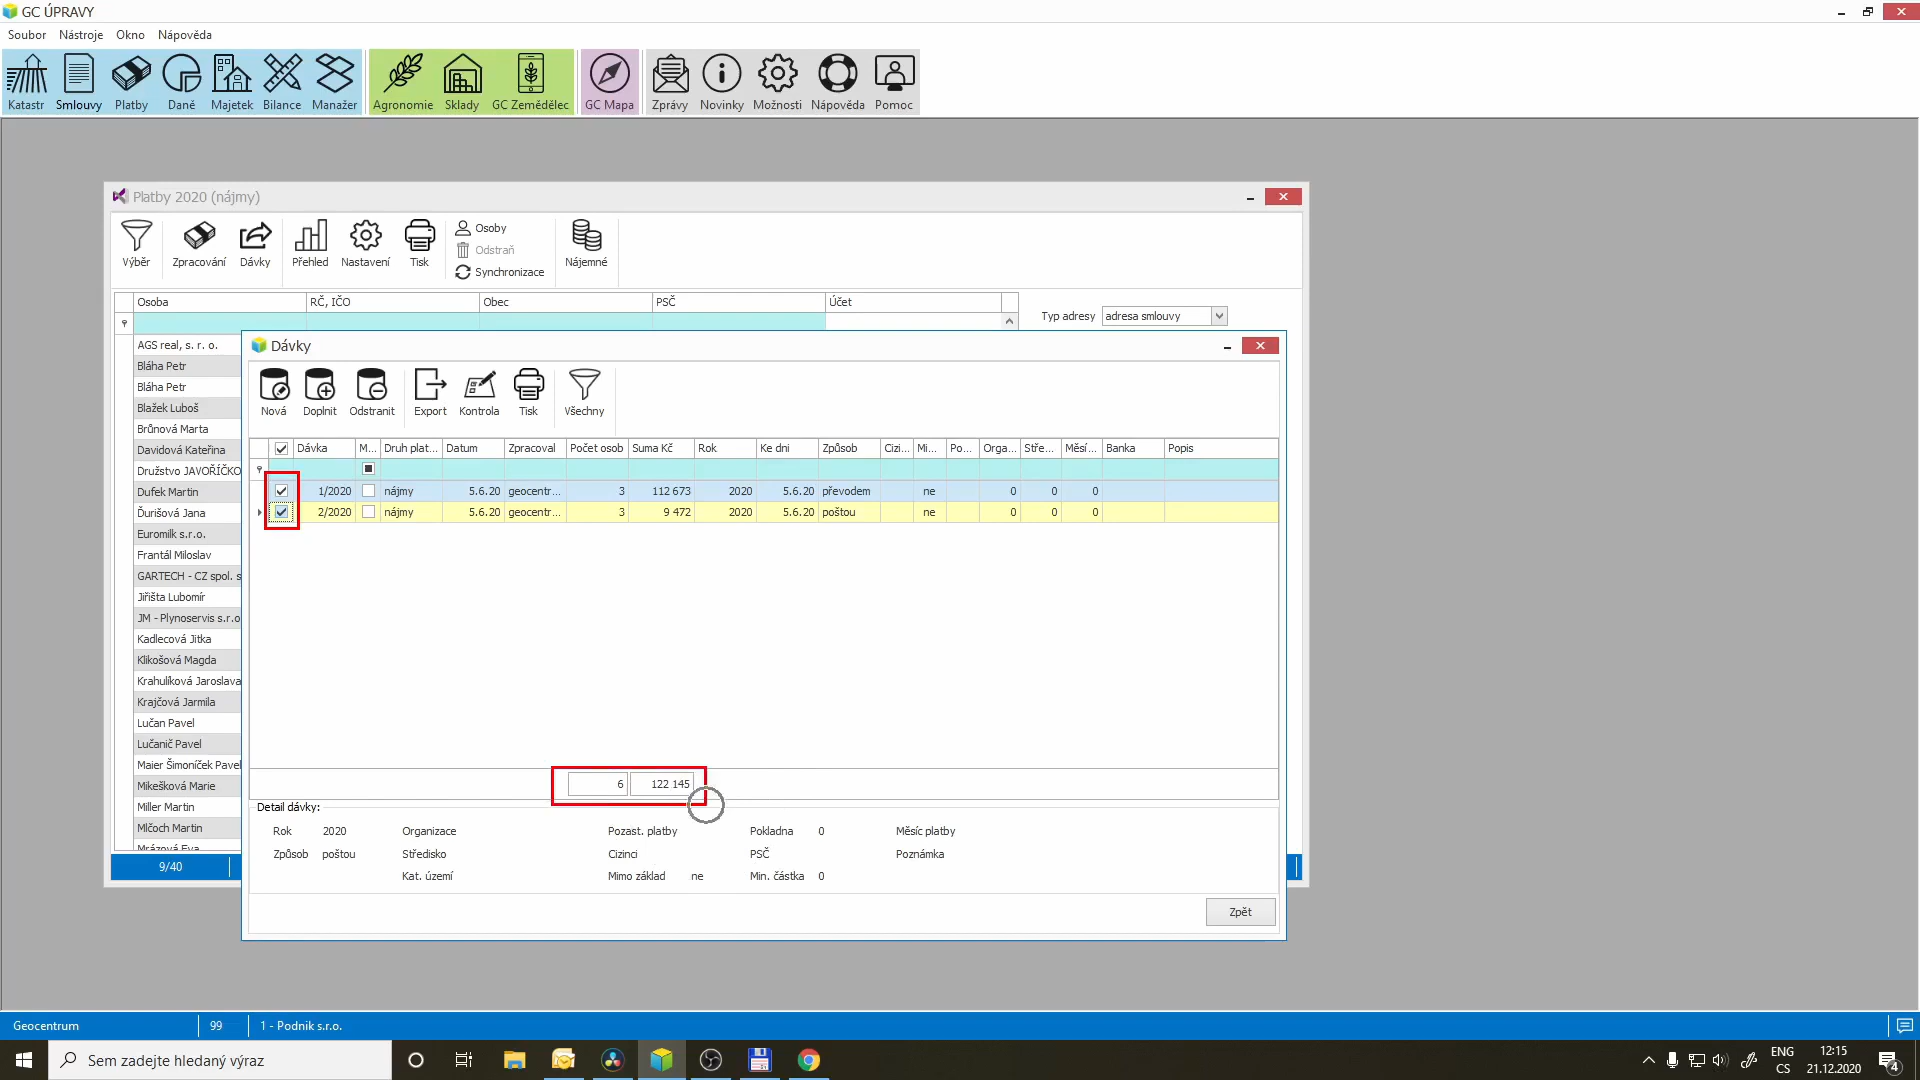 GC ÚPRAVY
Soubor Nástroje Okno Nápověda
Katastr Smlouvy Platby Daně Majetek Bilance Manažer Agronomie Sklady GC Zemědělec GC Mapa Zprávy Novinky Možnosti Nápověda Pomoc
Platby 2020 (nájmy)
Výběr Zpracování Dávky Přehled Nastavení Tisk Osoby Odstraň Synchronizace Nájemné
Osoba RČ, IČO Obec PSČ Účet
Typ adresy adresa smlouvy
AGS real, s. r. o.
Bláha Petr
Bláha Petr
Blažek Luboš
Brůnová Marta
Davidová Kateřina
Družstvo JAVOŘÍČKO
Dufek Martin
Ďurišová Jana
Euromilk s.r.o.
Frantál Miloslav
GARTECH - CZ spol. s
Jiřišta Lubomír
JM - Plynoservis s.r.o
Kadlecová Jitka
Klikošová Magda
Krahulíková Jaroslava
Krajčová Jarmila
Lučan Pavel
Lučanič Pavel
Maier Šimoníček Pavel
Mikešková Marie
Miller Martin
Mlčoch Martin
Mrázová Eva
9/40
Dávky
Nová Doplnit Odstranit Export Kontrola Tisk Všechny
Dávka M... Druh plat... Datum Zpracoval Počet osob Suma Kč Rok Ke dni Způsob Cizi... Mi... Po... Orga... Stře... Měsí... Banka Popis
1/2020 nájmy 5.6.20 geocentr... 3 112 673 2020 5.6.20 převodem ne 0 0 0
2/2020 nájmy 5.6.20 geocentr... 3 9 472 2020 5.6.20 poštou ne 0 0 0
6 122 145
Detail dávky:
Rok 2020 Organizace Pozast. platby Pokladna 0 Měsíc platby
Způsob poštou Středisko Cizinci PSČ Poznámka
Kat. území Mimo základ ne Min. částka 0
Zpět
Geocentrum 99 1 - Podnik s.r.o.
Sem zadejte hledaný výraz
ENG 12:15
CS 21.12.2020 4